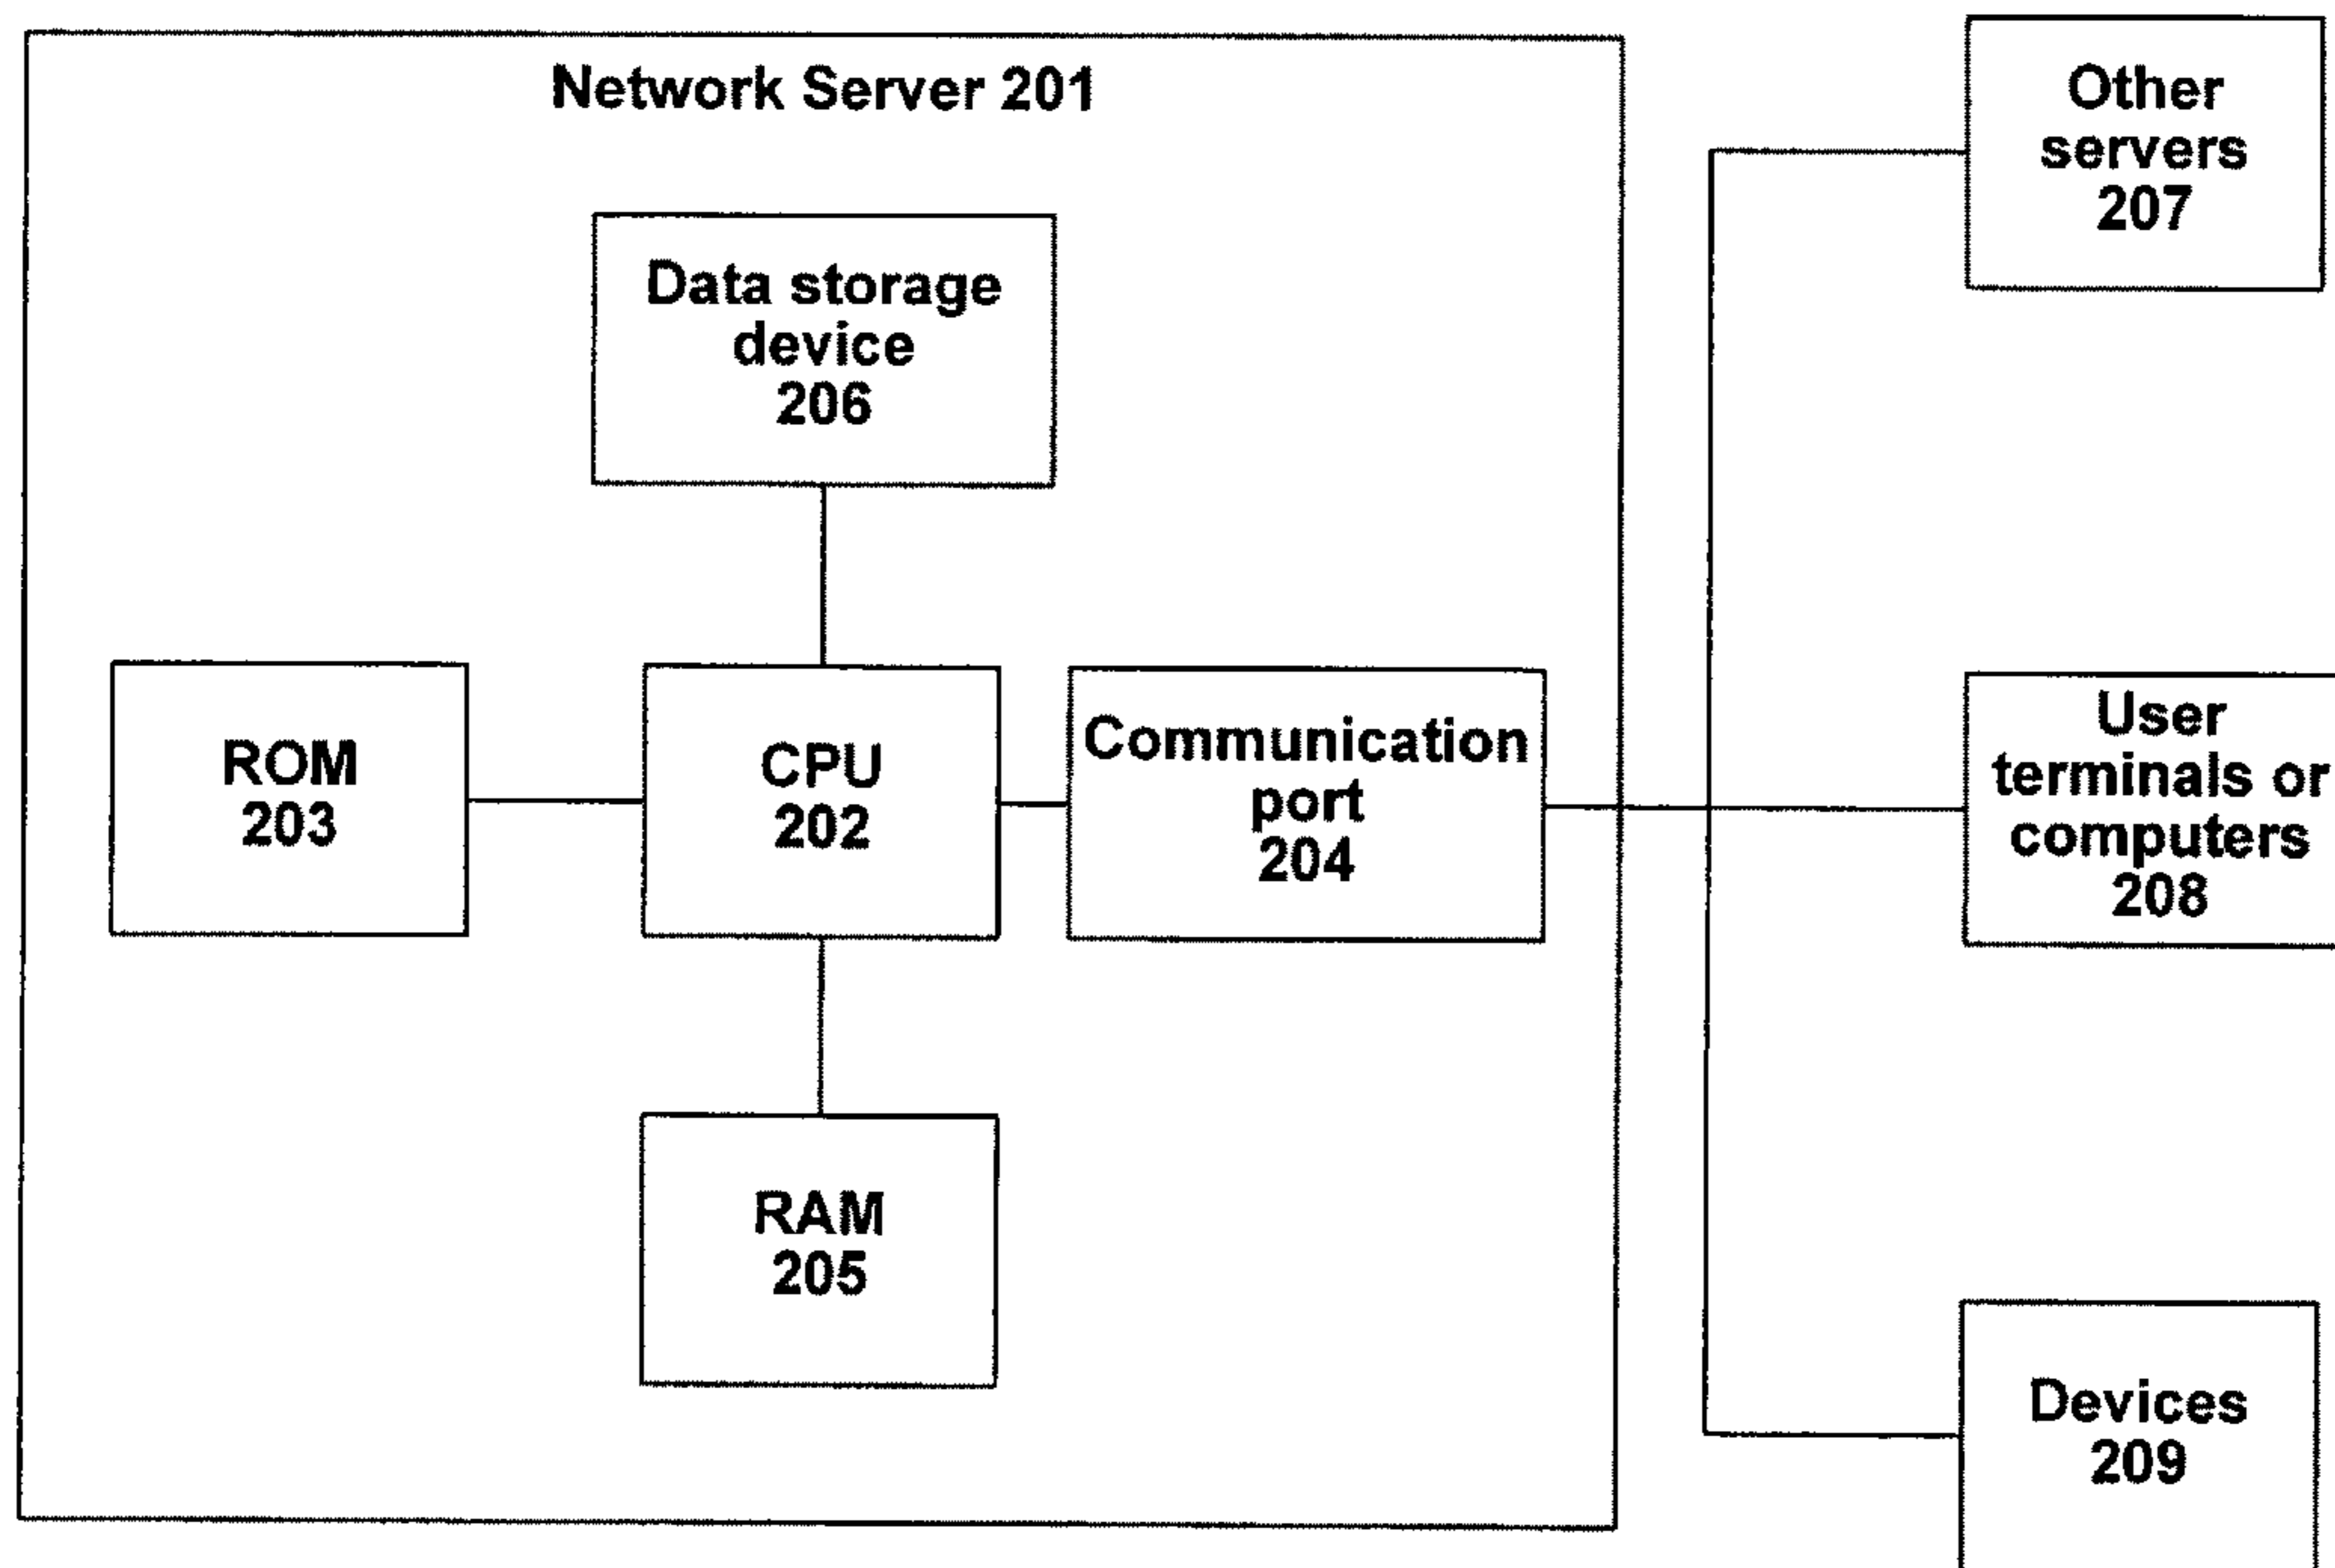 Network Server 201
Other
servers
207
Data storage
device
206
ROM
203
CPU
202
Communication
port
204
User
terminals or
computers
208
RAM
205
Devices
209